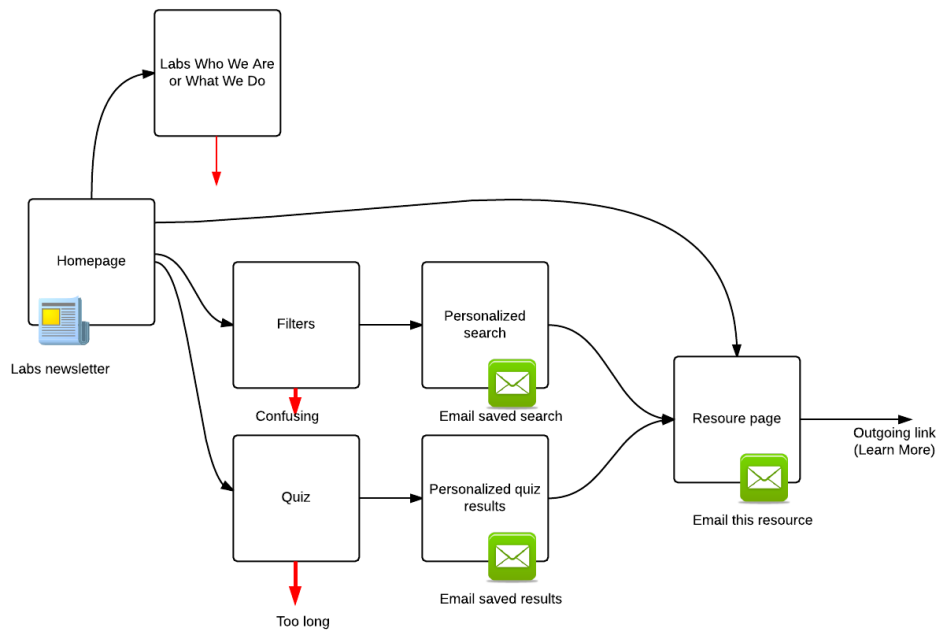 Labs Who We Are
or What We Do
Homepage
Labs newsletter
Filters
Confusing
Personalized
search
Email saved search
Quiz
Too long
Personalized quiz
results
Email saved results
Resoure page
Email this resource
Outgoing link
(Learn More)